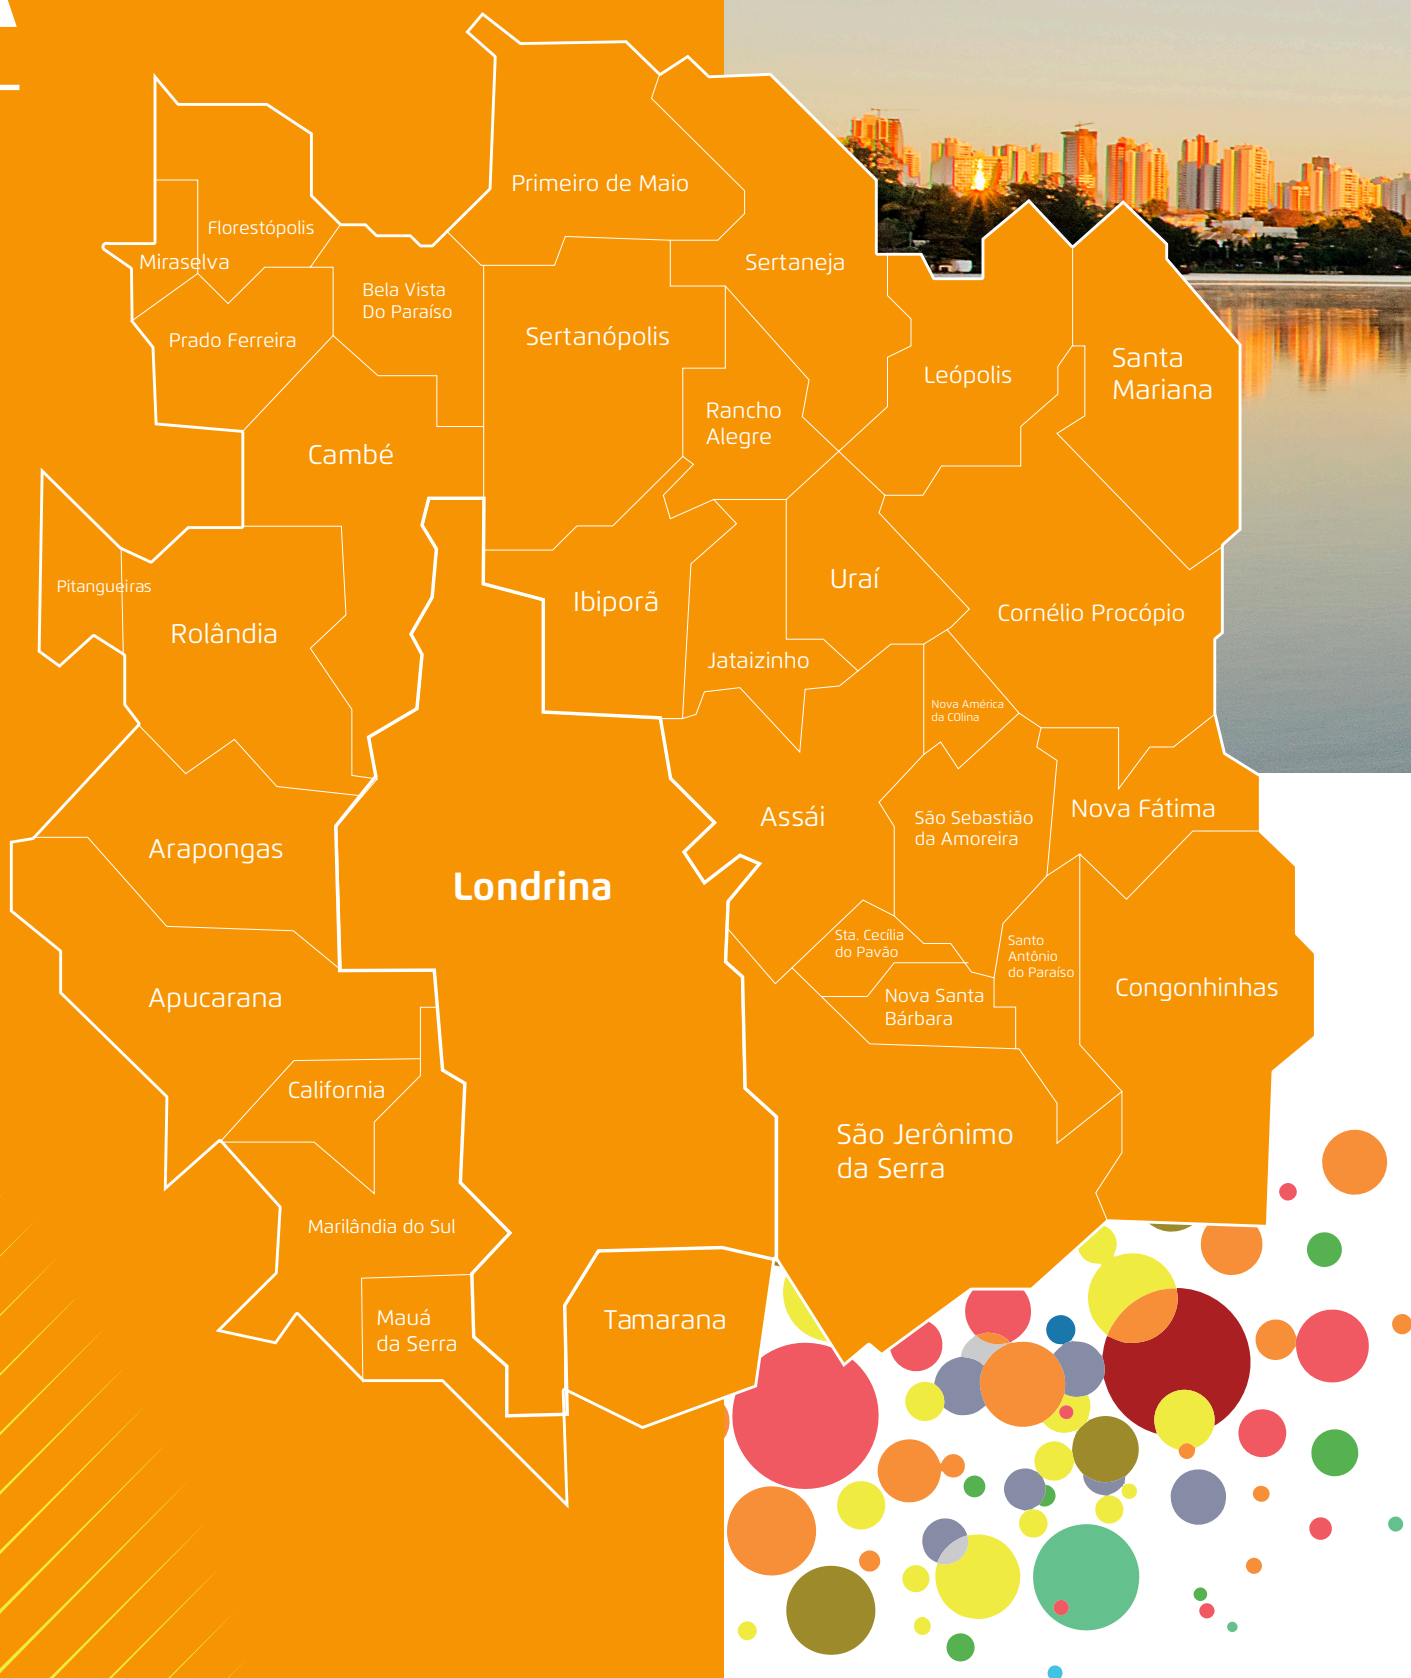 Primeiro de Maio
Florestópolis
Miraselva
Sertaneja
Bela Vista
Do Paraíso
Prado Ferreira
Sertanópolis
Leópolis
Santa
Mariana
Rancho
Alegre
Cambé
Pitangueiras
Rolândia
Ibiporã
Uraí
Cornélio Procópio
Jataizinho
Nova América
da COlina
Assái
São Sebastião
da Amoreira
Nova Fátima
Arapongas
Londrina
Sta. Cecília
do Pavão
Santo
Antônio
do Paraíso
Apucarana
Nova Santa
Bárbara
Congonhinhas
California
São Jerônimo
da Serra
Marilândia do Sul
Mauá
da Serra
Tamarana